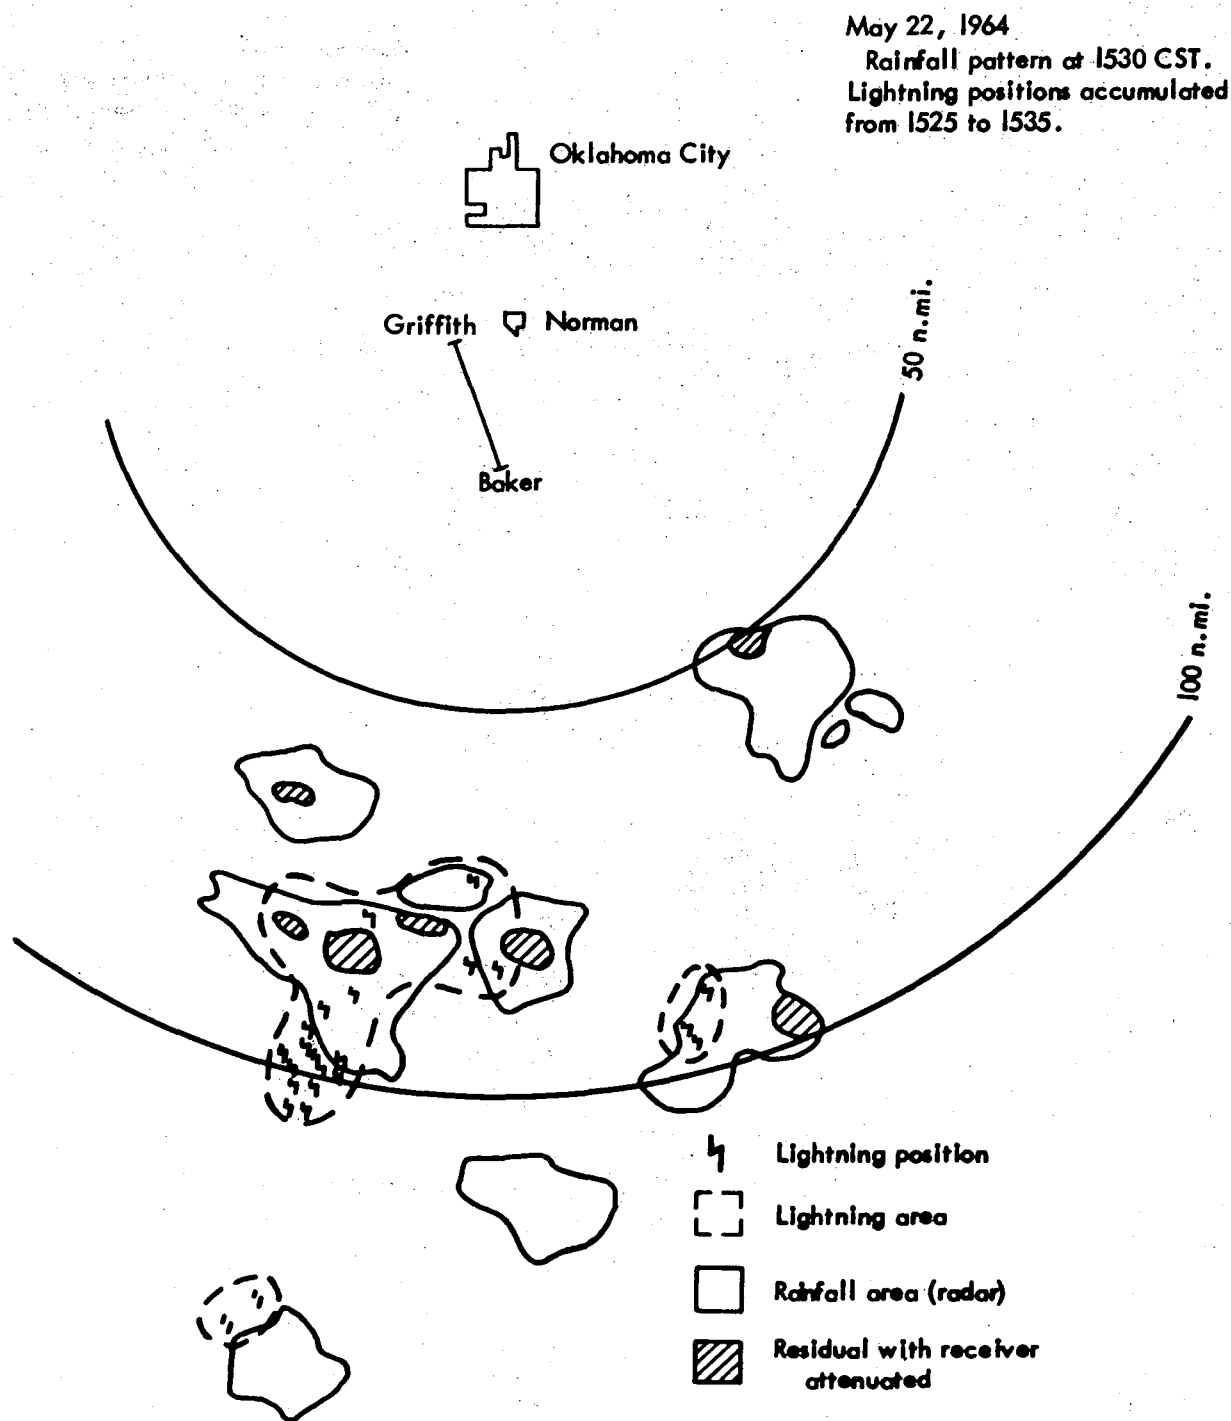 May 22, 1964
Rainfall pattern at 1530 CST.
Lightning positions accumulated
from 1525 to 1535.
Oklahoma City
Griffith
Norman
50 n.mi.
Baker
100 n.mi.
Lightning position
Lightning area
Rainfall area (radar)
Residual with receiver
attenuated